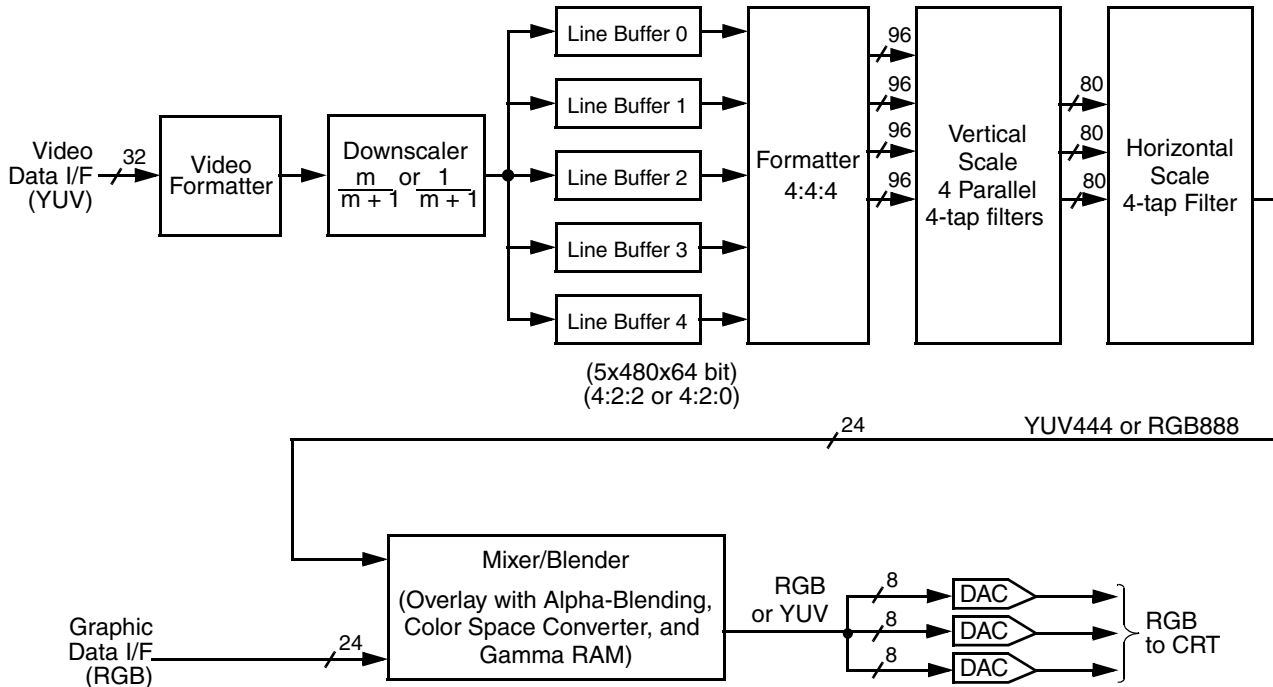 Video
Data I/F
(YUV)
32
Video
Formatter
Downscaler
m or 1
m + 1 m + 1
Line Buffer 0
Line Buffer 1
Line Buffer 2
Line Buffer 3
Line Buffer 4
(5x480x64 bit)
(4:2:2 or 4:2:0)
Formatter
4:4:4
96
96
96
96
Vertical
Scale
4 Parallel
4-tap filters
80
80
80
Horizontal
Scale
4-tap Filter
24
YUV444 or RGB888
Mixer/Blender
(Overlay with Alpha-Blending,
Color Space Converter, and
Gamma RAM)
Graphic
Data I/F
(RGB)
24
RGB
or YUV
8
8
8
DAC
DAC
DAC
RGB
to CRT